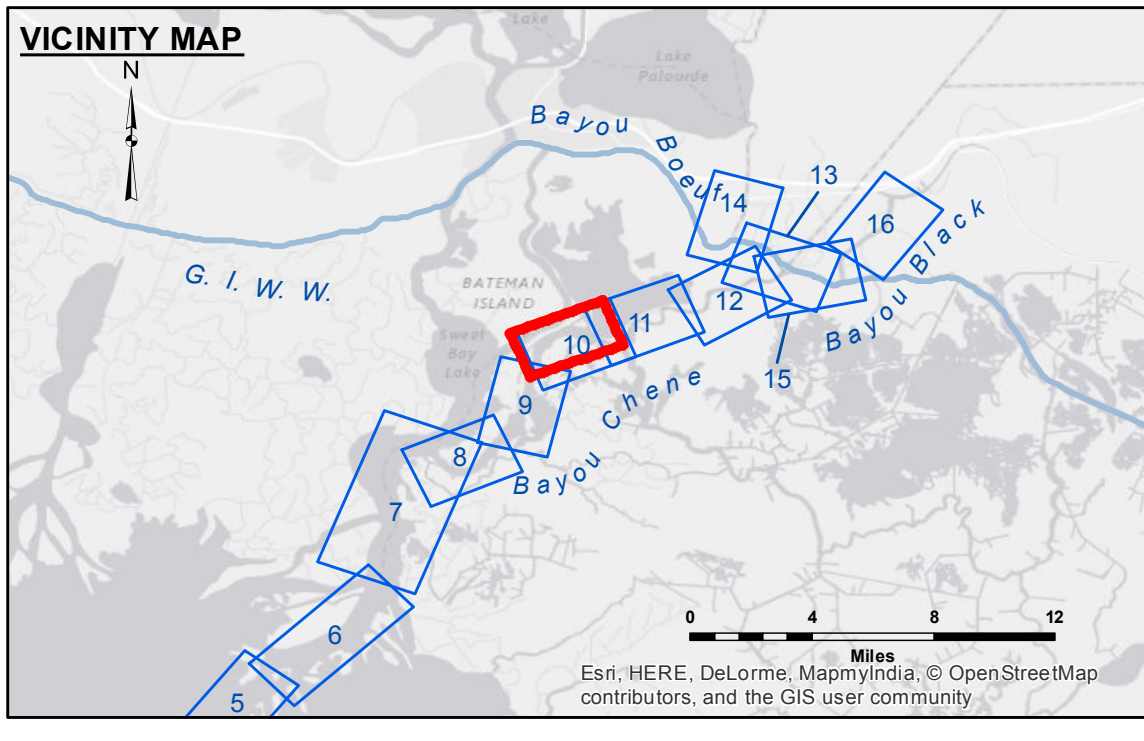 VICINITY MAP
N
Lake
Lake
Palourde
Bayou
Boeuf
13
14
16
G. I. W. W.
BATEMAN
ISLAND
12
Bayou Black
11
Sweet
Bay
Lake
10
15
9
Bayou Chene
8
7
6
5
0 4 8 12
Miles
Esri, HERE, DeLorme, MapmyIndia, © OpenStreetMap
contributors, and the GIS user community